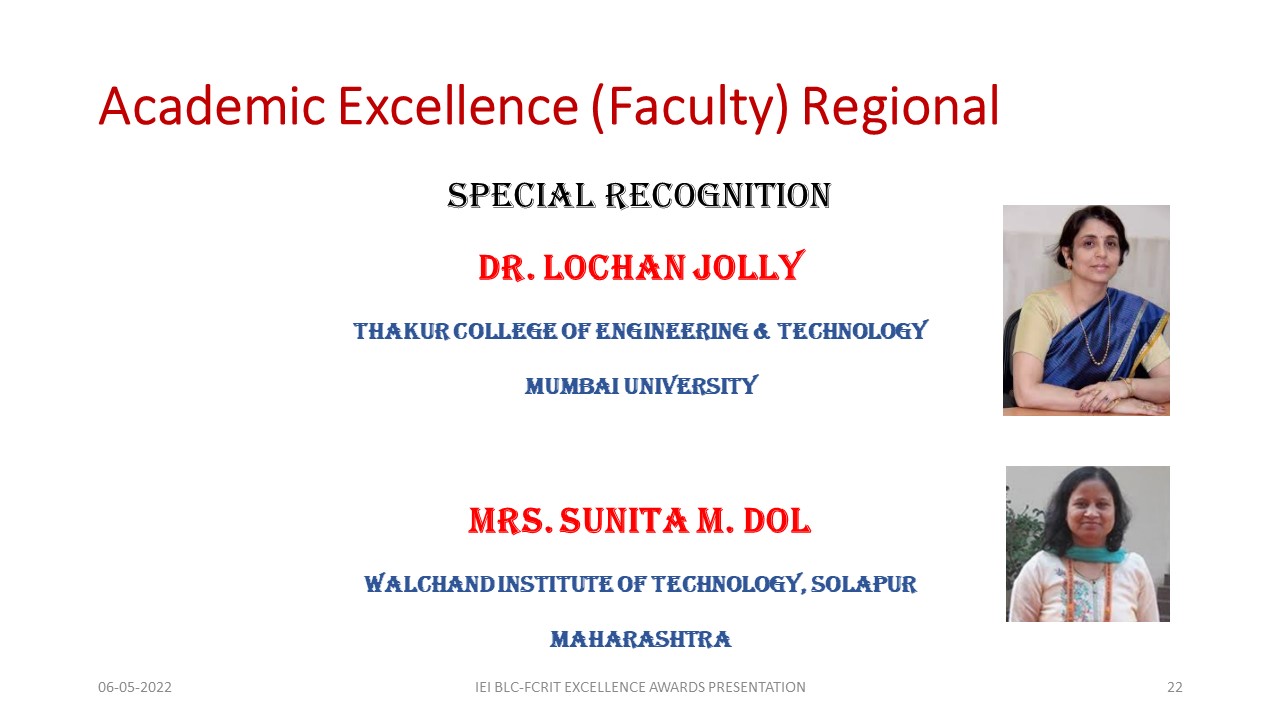 Academic Excellence (Faculty) Regional
SPECIAL RECOGNITION
DR. LOCHAN JOLLY
THAKUR COLLEGE OF ENGINEERING & TECHNOLOGY
MUMBAI UNIVERSITY
MRS. SUNITA M. DOL
WALCHAND INSTITUTE OF TECHNOLOGY, SOLAPUR
MAHARASHTRA
06-05-2022
IEI BLC-FCRIT EXCELLENCE AWARDS PRESENTATION
22